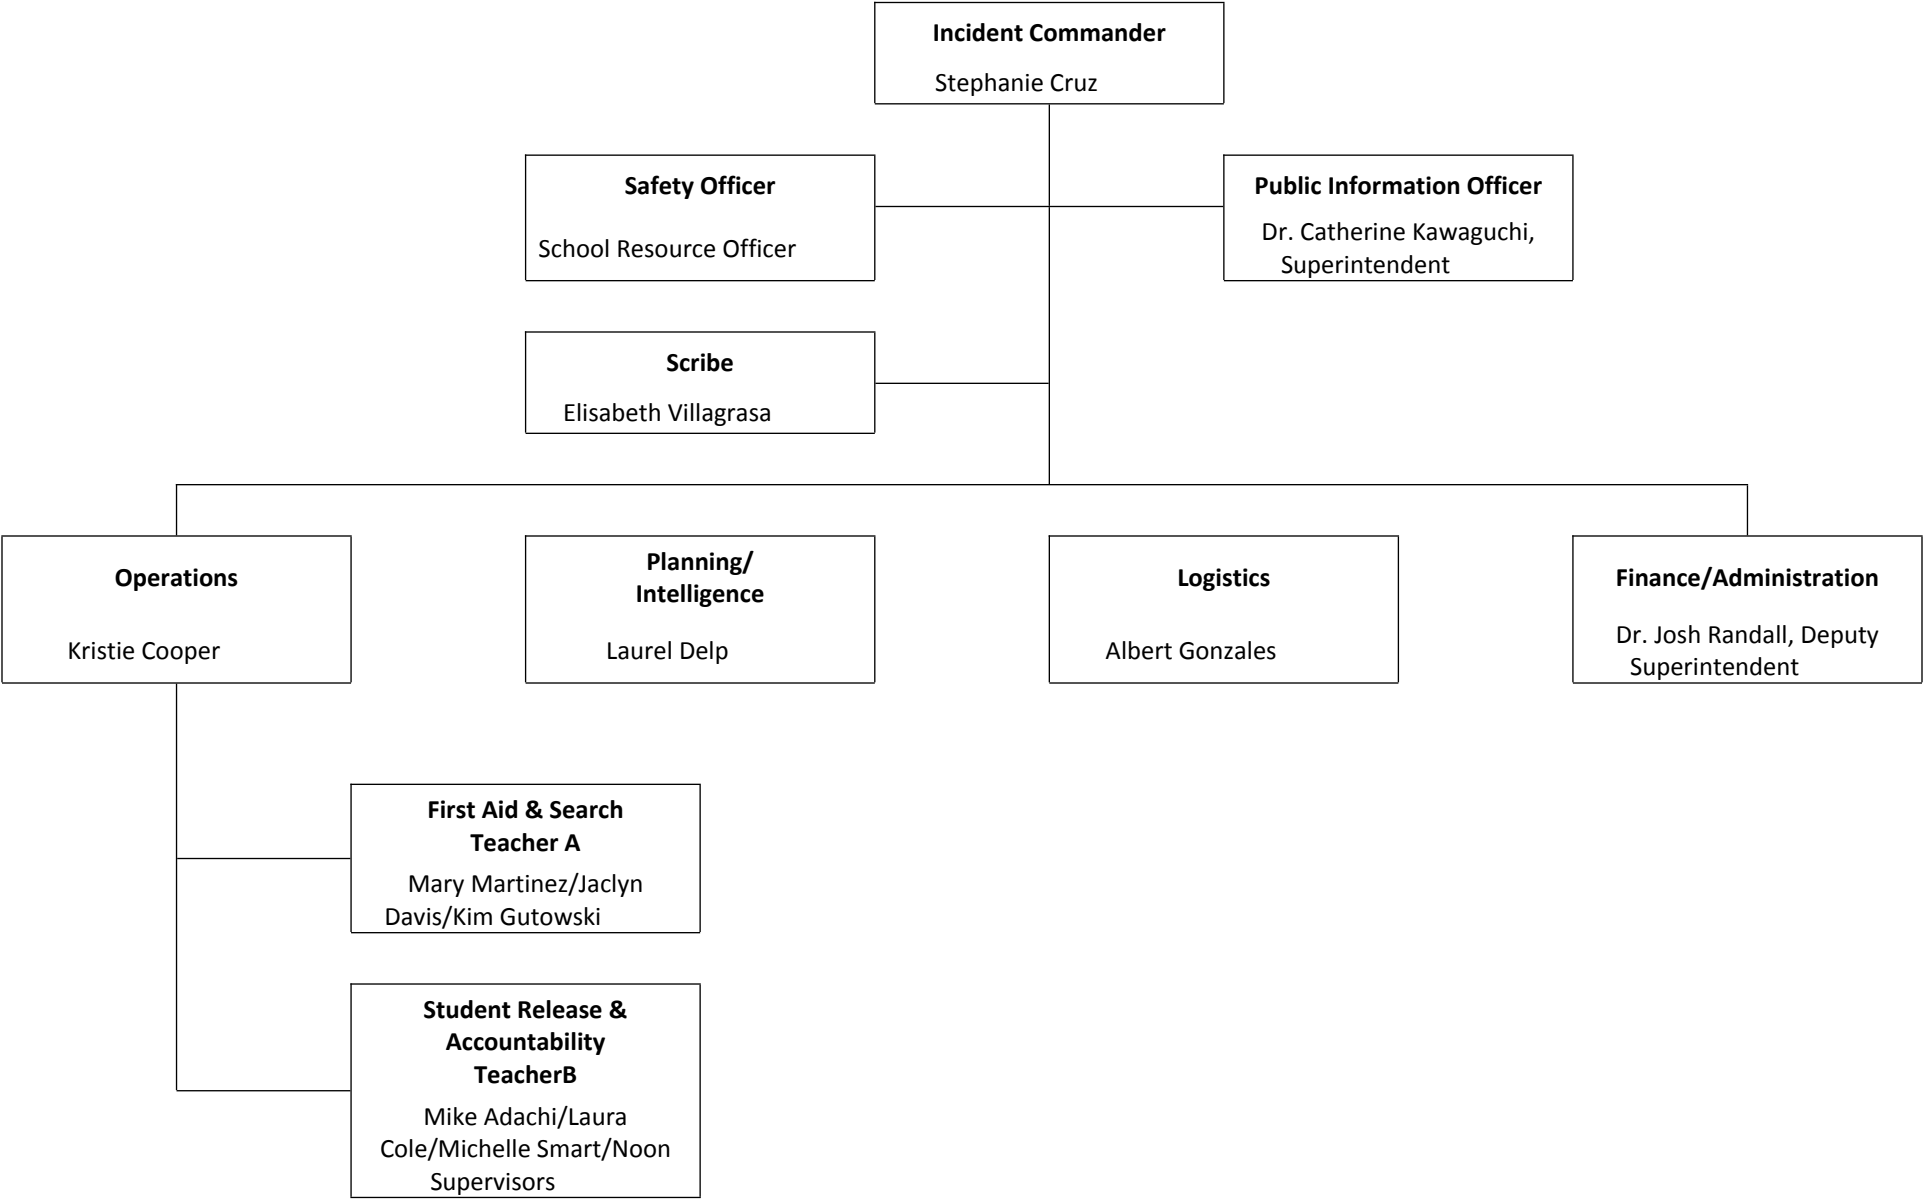 Incident Commander
Stephanie Cruz
Safety Officer
School Resource Officer
Public Information Officer
Dr. Catherine Kawaguchi,
Superintendent
Scribe
Elisabeth Villagrasa
Operations
Kristie Cooper
Planning/
Intelligence
Laurel Delp
Logistics
Albert Gonzales
Finance/Administration
Dr. Josh Randall, Deputy
Superintendent
First Aid & Search
Teacher A
Mary Martinez/Jaclyn
Davis/Kim Gutowski
Student Release &
Accountability
TeacherB
Mike Adachi/Laura
Cole/Michelle Smart/Noon
Supervisors